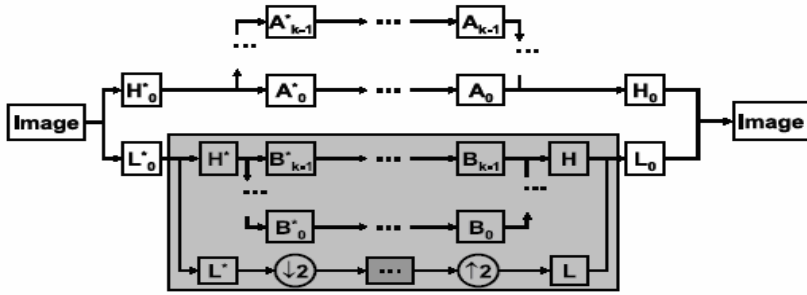 A*k-1 ... Ak-1
... ...
H*0 A*0 ... A0 H0
Image Image
L*0 H* B*k-1 ... Bk-1 H L0
... ...
B*0 ... B0
L* ↓2 ... ↑2 L